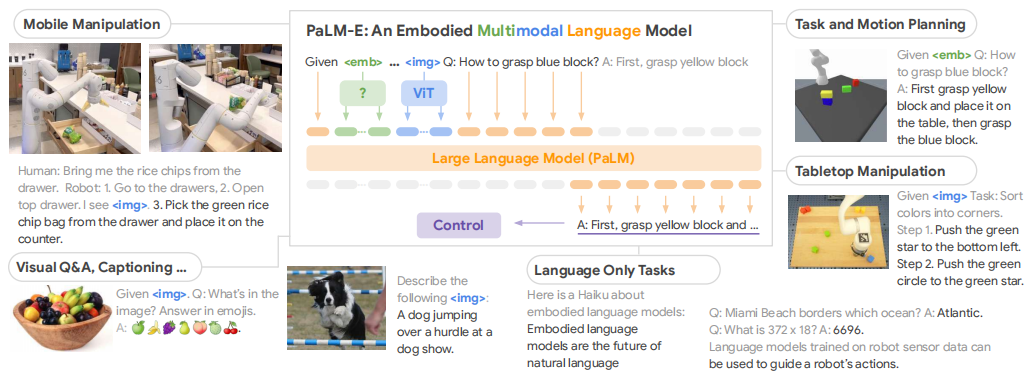 Mobile Manipulation
Human: Bring me the rice chips from the
drawer. Robot: 1. Go to the drawers, 2. Open
top drawer. I see <img>. 3. Pick the green rice
chip bag from the drawer and place it on the
counter.
Visual Q&A, Captioning ...
Given <img>. Q: What's in the
image? Answer in emojis.
A: 🍏🍌🍇🍐🍑🍈🍒.
PaLM-E: An Embodied Multimodal Language Model
Given <emb> ... <img> Q: How to grasp blue block? A: First, grasp yellow block
?
ViT
Large Language Model (PaLM)
Control
A: First, grasp yellow block and ...
Describe the
following <img>:
A dog jumping
over a hurdle at a
dog show.
Language Only Tasks
Here is a Haiku about
embodied language models:
Embodied language
models are the future of
natural language
Q: Miami Beach borders which ocean? A: Atlantic.
Q: What is 372 x 18? A: 6696.
Language models trained on robot sensor data can
be used to guide a robot's actions.
Task and Motion Planning
Given <emb> Q: How
to grasp blue block?
A: First grasp yellow
block and place it on
the table, then grasp
the blue block.
Tabletop Manipulation
Given <img> Task: Sort
colors into corners.
Step 1. Push the green
star to the bottom left.
Step 2. Push the green
circle to the green star.